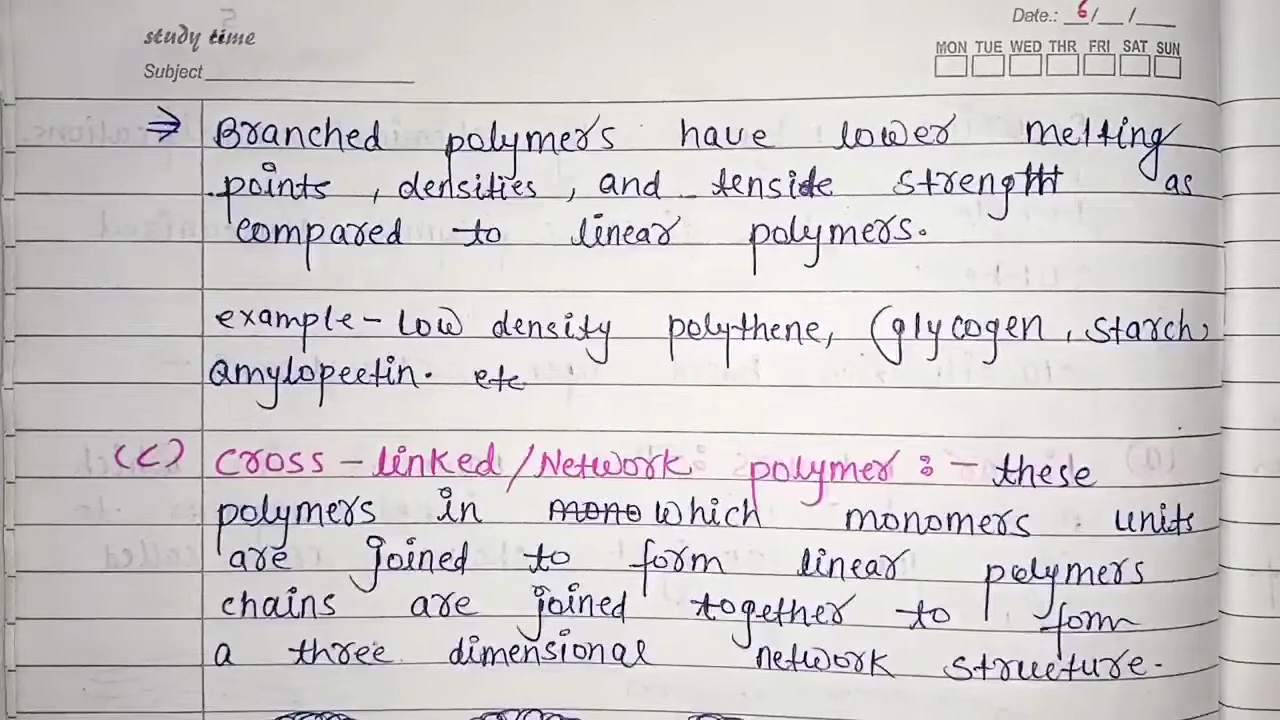 study time
Date.: 6/__/__
Subject
MON TUE WED THR FRI SAT SUN
⇒ Branched polymers have lower melting
points, densities, and tenside strength as
compared to linear polymers.
example - Low density polythene, (glycogen, starch,
Amylopectin. etc
(C) Cross-linked/Network: polymer :- these
polymers in mono which monomers units
are joined to form linear polymers
chains are joined together to form
a three dimensional network structure.